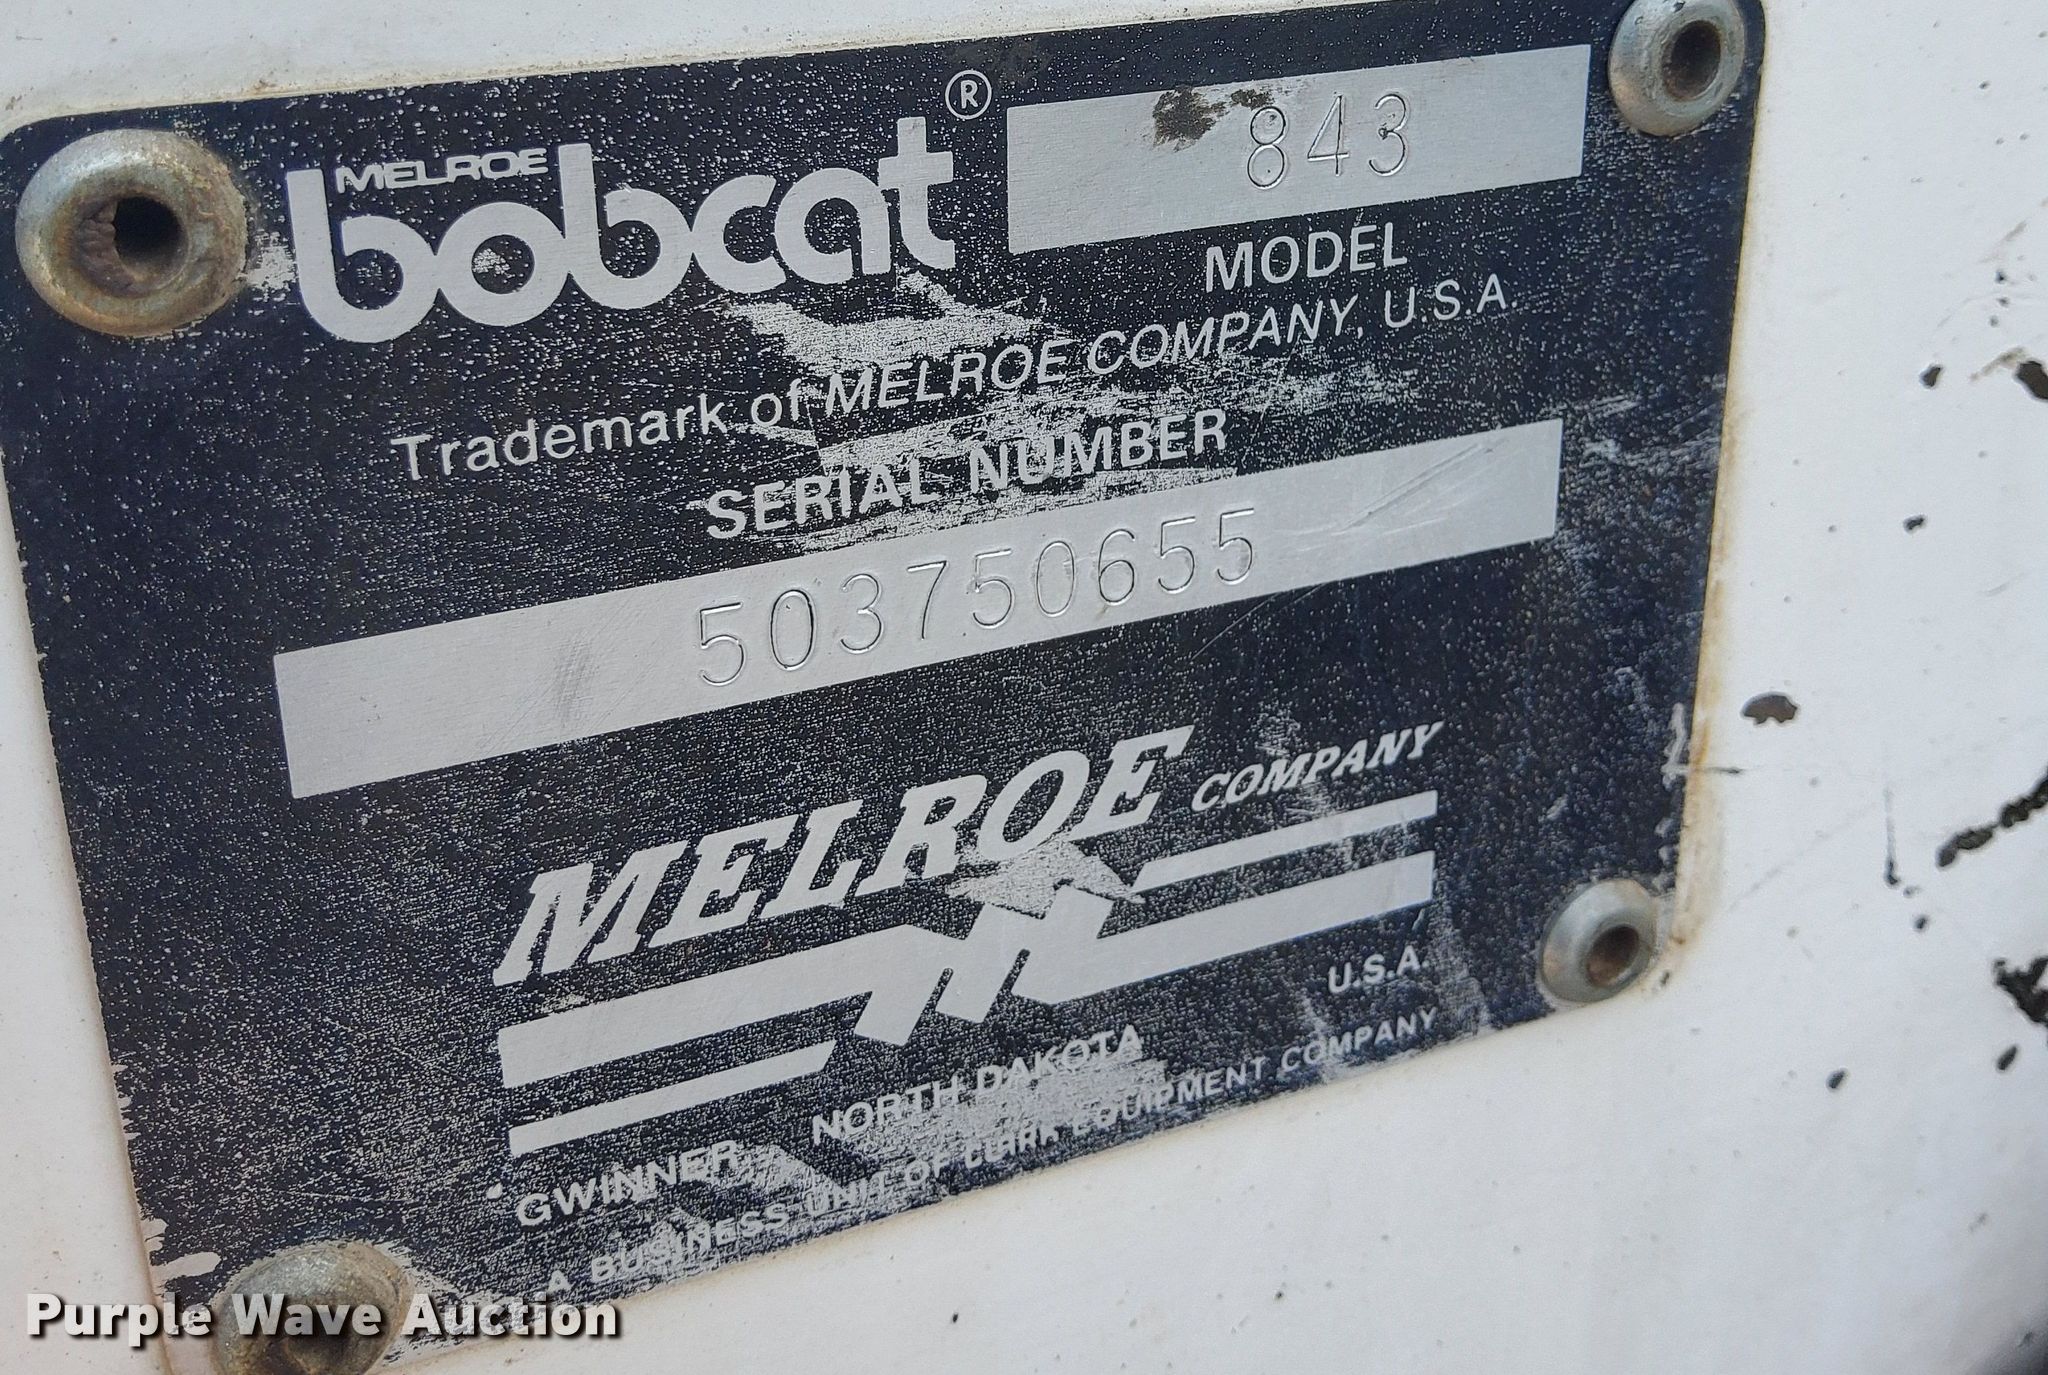 MELROE
bobcat®
843
MODEL
Trademark of MELROE COMPANY, U.S.A.
SERIAL NUMBER
503750655
MELROE COMPANY
U.S.A.
GWINNER, NORTH DAKOTA
A BUSINESS UNIT OF CLARK EQUIPMENT COMPANY
Purple Wave Auction